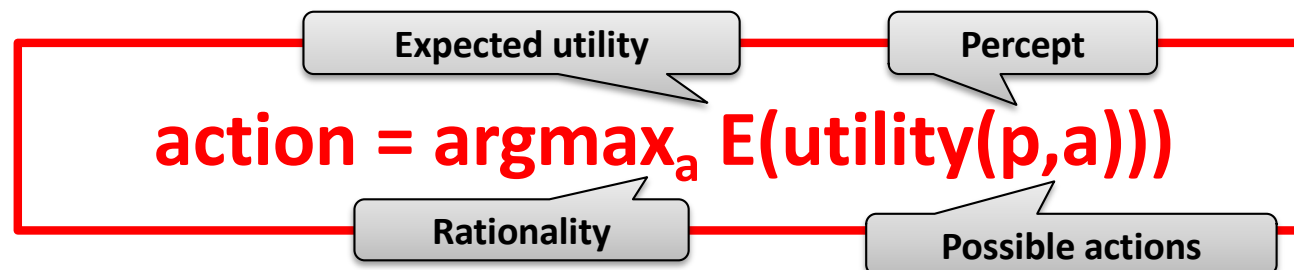 Expected utility Percept
action = argmaxₐ E(utility(p,a)))
Rationality Possible actions